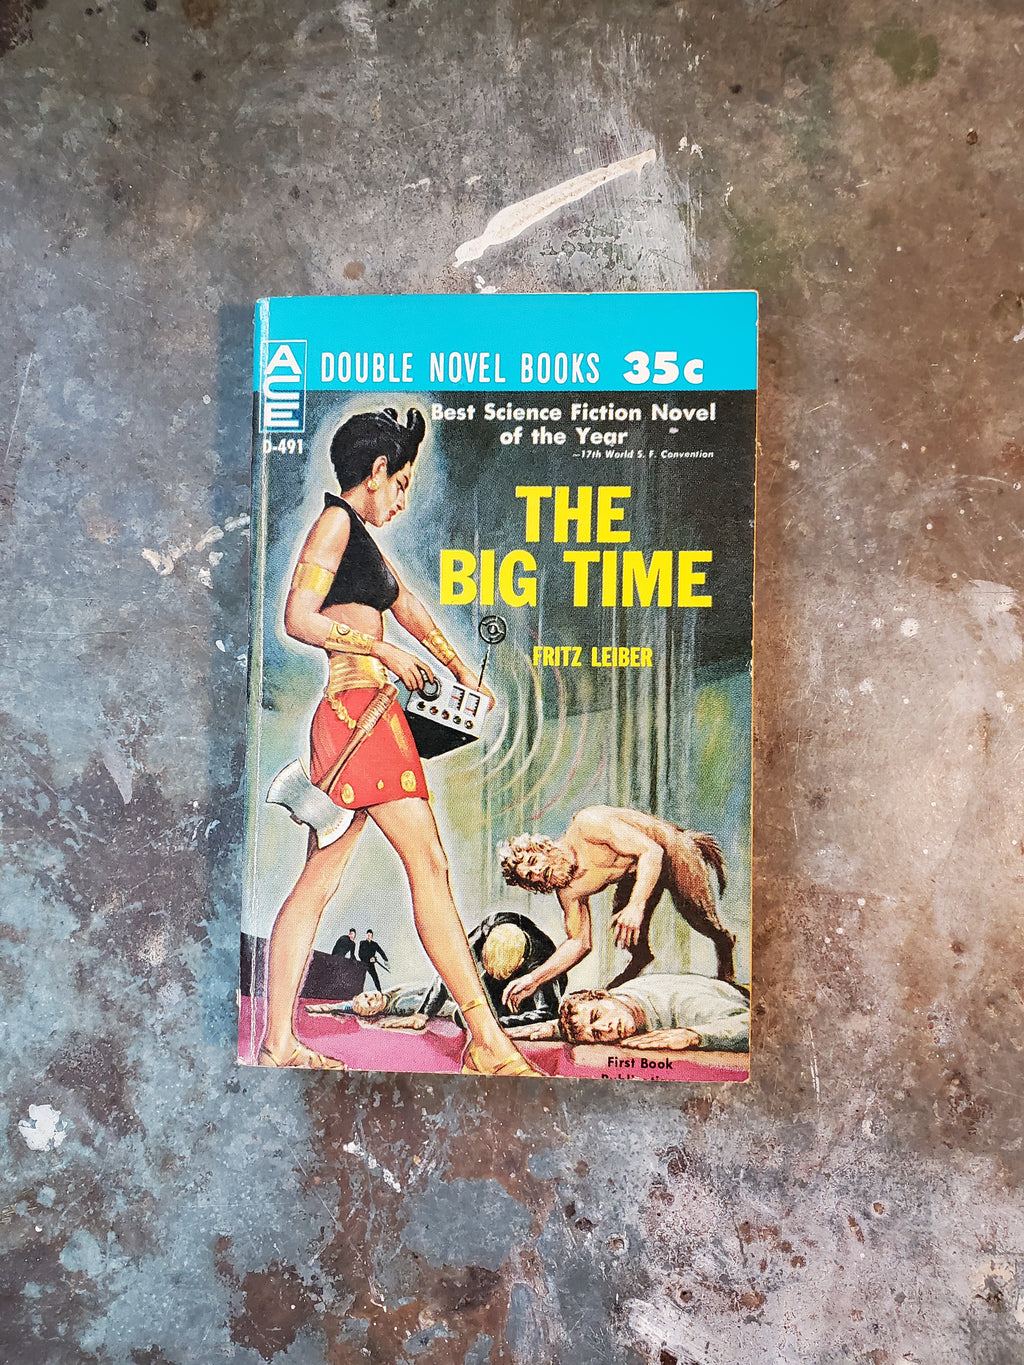 ACE
DOUBLE NOVEL BOOKS 35c
D-491
Best Science Fiction Novel
of the Year
—17th World S. F. Convention
THE
BIG TIME
FRITZ LEIBER
First Book